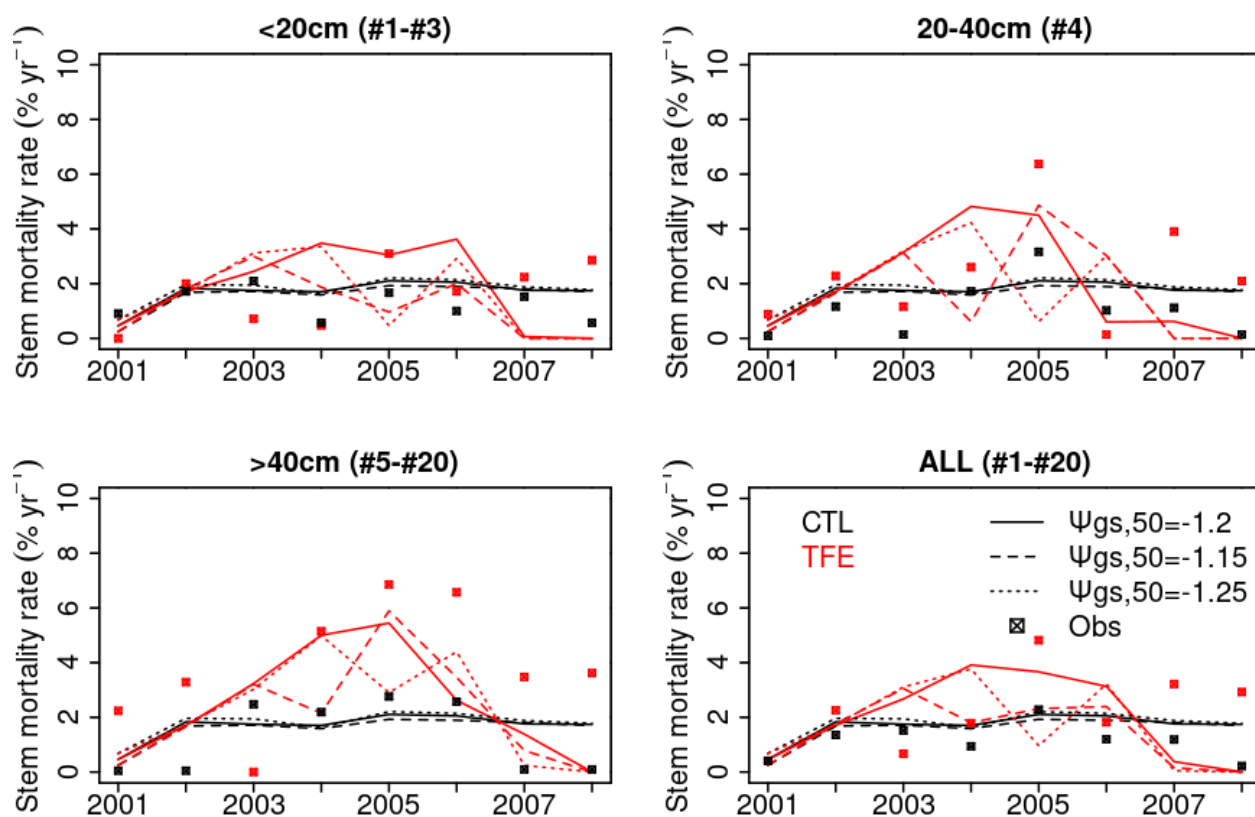 <20cm (#1-#3)
Stem mortality rate (% yr⁻¹)
10
8
6
4
2
0
2001 2003 2005 2007
20-40cm (#4)
Stem mortality rate (% yr⁻¹)
10
8
6
4
2
0
2001 2003 2005 2007
>40cm (#5-#20)
Stem mortality rate (% yr⁻¹)
10
8
6
4
2
0
2001 2003 2005 2007
ALL (#1-#20)
Stem mortality rate (% yr⁻¹)
10
8
6
4
2
0
CTL
TFE
Ψgs,50=-1.2
Ψgs,50=-1.15
Ψgs,50=-1.25
Obs
2001 2003 2005 2007